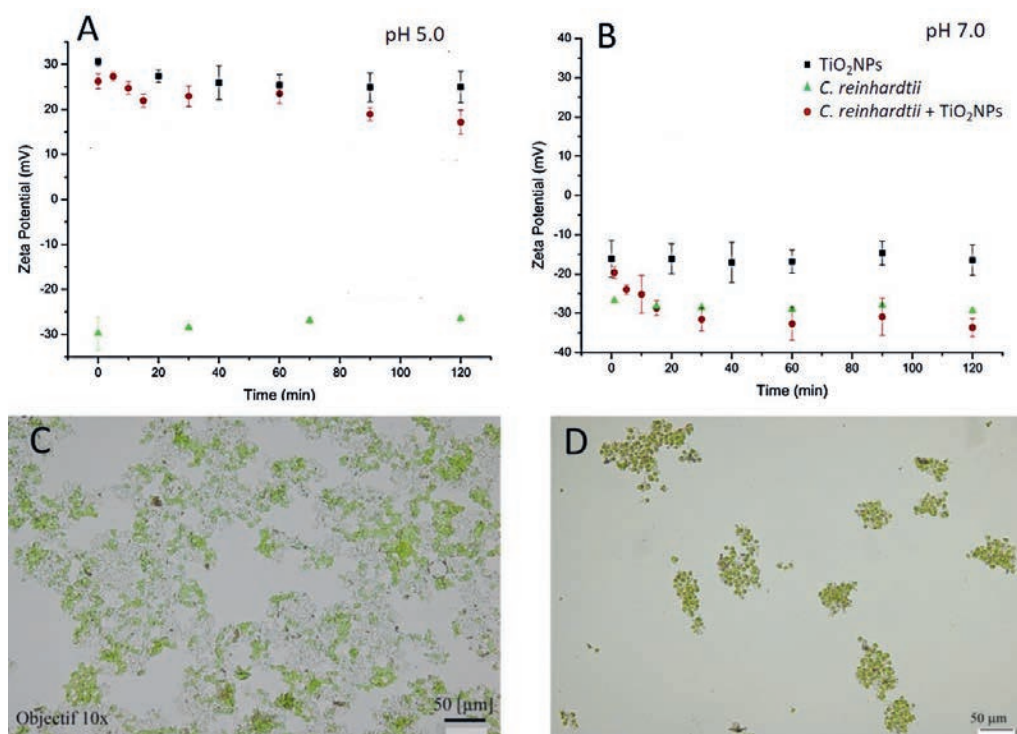 A
pH 5.0
Zeta Potential (mV)
30
20
10
0
-10
-20
-30
0
20
40
60
80
100
120
Time (min)
B
pH 7.0
TiO₂NPs
C. reinhardtii
C. reinhardtii + TiO₂NPs
Zeta Potential (mV)
40
30
20
10
0
-10
-20
-30
-40
0
20
40
60
80
100
120
Time (min)
C
Objectif 10x
50 [µm]
D
50 µm